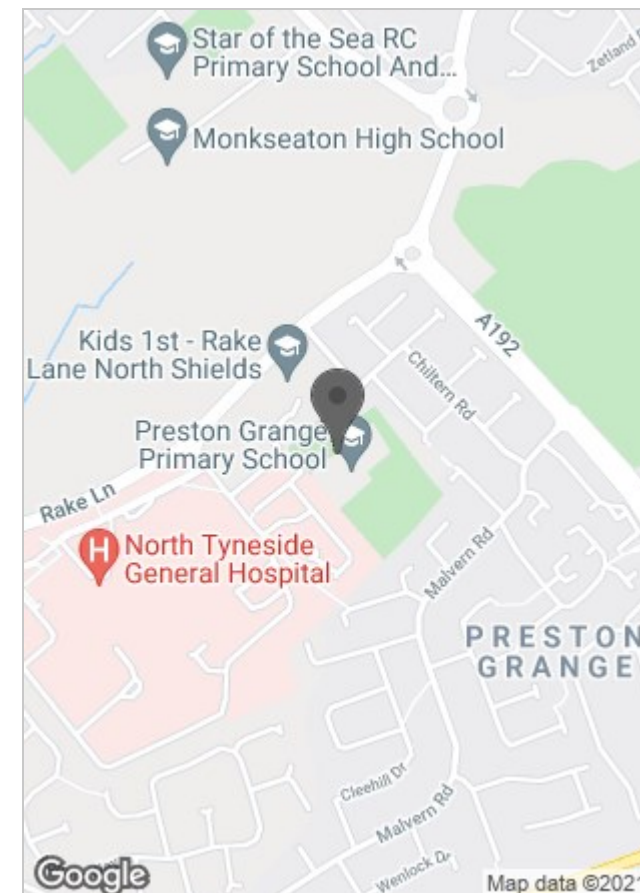 Star of the Sea RC
Primary School And...
Zetland
Monkseaton High School
A192
Kids 1st - Rake
Lane North Shields
Chiltern Rd
Preston Grange
Primary School
Rake Ln
H
North Tyneside
General Hospital
Malvern Rd
PRESTON
GRANGE
Cleehill Dr
Malvern Rd
Wenlock Dr
Google
Map data ©202